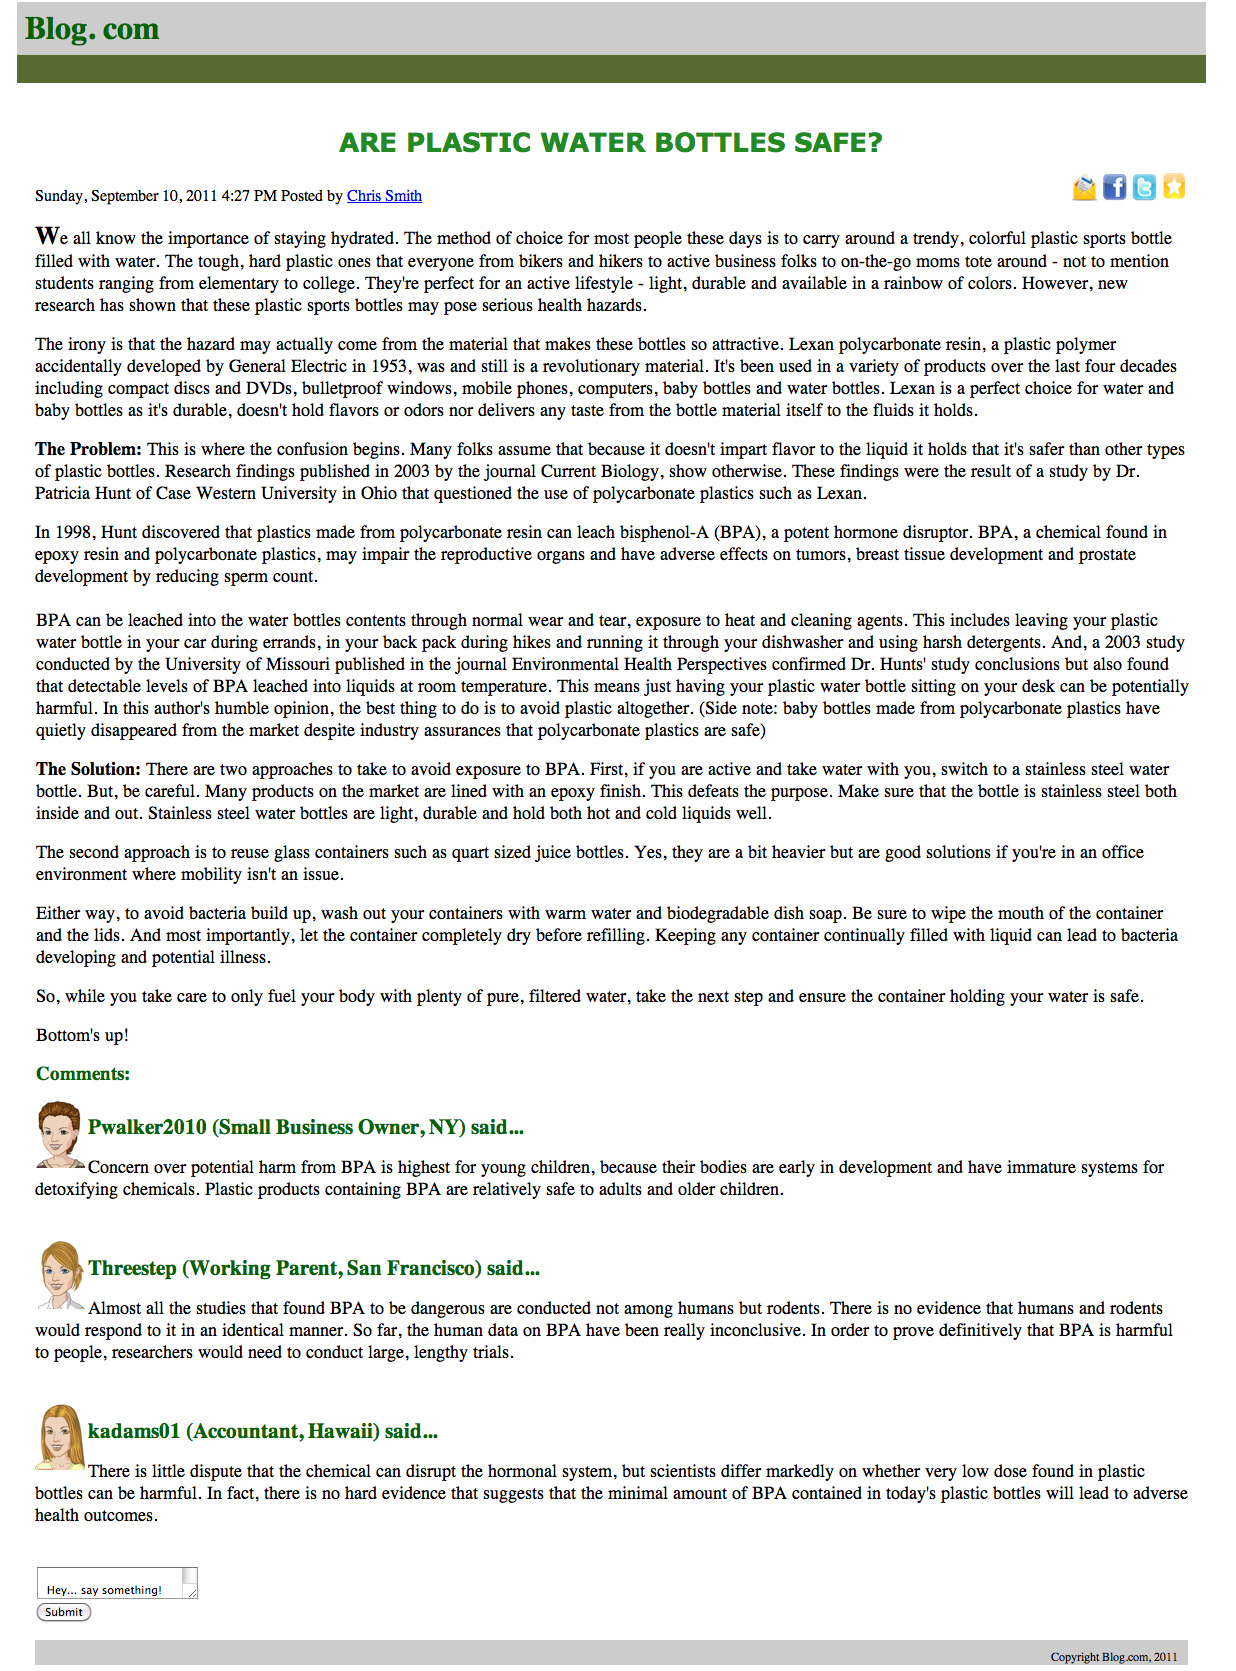 Blog. com
ARE PLASTIC WATER BOTTLES SAFE?
Sunday, September 10, 2011 4:27 PM Posted by Chris Smith
We all know the importance of staying hydrated. The method of choice for most people these days is to carry around a trendy, colorful plastic sports bottle
filled with water. The tough, hard plastic ones that everyone from bikers and hikers to active business folks to on-the-go moms tote around - not to mention
students ranging from elementary to college. They're perfect for an active lifestyle - light, durable and available in a rainbow of colors. However, new
research has shown that these plastic sports bottles may pose serious health hazards.
The irony is that the hazard may actually come from the material that makes these bottles so attractive. Lexan polycarbonate resin, a plastic polymer
accidentally developed by General Electric in 1953, was and still is a revolutionary material. It's been used in a variety of products over the last four decades
including compact discs and DVDs, bulletproof windows, mobile phones, computers, baby bottles and water bottles. Lexan is a perfect choice for water and
baby bottles as it's durable, doesn't hold flavors or odors nor delivers any taste from the bottle material itself to the fluids it holds.
The Problem: This is where the confusion begins. Many folks assume that because it doesn't impart flavor to the liquid it holds that it's safer than other types
of plastic bottles. Research findings published in 2003 by the journal Current Biology, show otherwise. These findings were the result of a study by Dr.
Patricia Hunt of Case Western University in Ohio that questioned the use of polycarbonate plastics such as Lexan.
In 1998, Hunt discovered that plastics made from polycarbonate resin can leach bisphenol-A (BPA), a potent hormone disruptor. BPA, a chemical found in
epoxy resin and polycarbonate plastics, may impair the reproductive organs and have adverse effects on tumors, breast tissue development and prostate
development by reducing sperm count.
BPA can be leached into the water bottles contents through normal wear and tear, exposure to heat and cleaning agents. This includes leaving your plastic
water bottle in your car during errands, in your back pack during hikes and running it through your dishwasher and using harsh detergents. And, a 2003 study
conducted by the University of Missouri published in the journal Environmental Health Perspectives confirmed Dr. Hunts' study conclusions but also found
that detectable levels of BPA leached into liquids at room temperature. This means just having your plastic water bottle sitting on your desk can be potentially
harmful. In this author's humble opinion, the best thing to do is to avoid plastic altogether. (Side note: baby bottles made from polycarbonate plastics have
quietly disappeared from the market despite industry assurances that polycarbonate plastics are safe)
The Solution: There are two approaches to take to avoid exposure to BPA. First, if you are active and take water with you, switch to a stainless steel water
bottle. But, be careful. Many products on the market are lined with an epoxy finish. This defeats the purpose. Make sure that the bottle is stainless steel both
inside and out. Stainless steel water bottles are light, durable and hold both hot and cold liquids well.
The second approach is to reuse glass containers such as quart sized juice bottles. Yes, they are a bit heavier but are good solutions if you're in an office
environment where mobility isn't an issue.
Either way, to avoid bacteria build up, wash out your containers with warm water and biodegradable dish soap. Be sure to wipe the mouth of the container
and the lids. And most importantly, let the container completely dry before refilling. Keeping any container continually filled with liquid can lead to bacteria
developing and potential illness.
So, while you take care to only fuel your body with plenty of pure, filtered water, take the next step and ensure the container holding your water is safe.
Bottom's up!
Comments:
Pwalker2010 (Small Business Owner, NY) said...
Concern over potential harm from BPA is highest for young children, because their bodies are early in development and have immature systems for
detoxifying chemicals. Plastic products containing BPA are relatively safe to adults and older children.
Threestep (Working Parent, San Francisco) said...
Almost all the studies that found BPA to be dangerous are conducted not among humans but rodents. There is no evidence that humans and rodents
would respond to it in an identical manner. So far, the human data on BPA have been really inconclusive. In order to prove definitively that BPA is harmful
to people, researchers would need to conduct large, lengthy trials.
kadams01 (Accountant, Hawaii) said...
There is little dispute that the chemical can disrupt the hormonal system, but scientists differ markedly on whether very low dose found in plastic
bottles can be harmful. In fact, there is no hard evidence that suggests that the minimal amount of BPA contained in today's plastic bottles will lead to adverse
health outcomes.
Hey... say something!
Submit
Copyright Blog.com, 2011